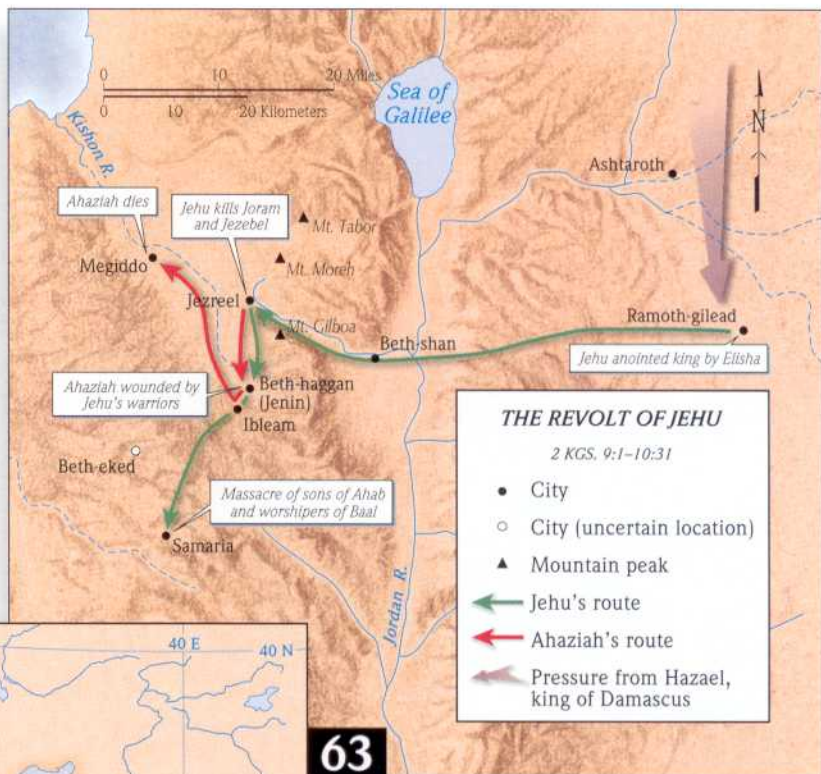 0 10 20 Miles
0 10 20 Kilometers
Sea of
Galilee
Kishon R.
N
Ashtaroth
Ahaziah dies
Jehu kills Joram
and Jezebel
Mt. Tabor
Megiddo
Mt. Moreh
Jezreel
Mt. Gilboa
Beth-shan
Ramoth-gilead
Jehu anointed king by Elisha
Ahaziah wounded by
Jehu's warriors
Beth-haggan
(Jenin)
Ibleam
Beth-eked
Massacre of sons of Ahab
and worshipers of Baal
Samaria
Jordan R.
THE REVOLT OF JEHU
2 KGS. 9:1–10:31
City
City (uncertain location)
Mountain peak
Jehu's route
Ahaziah's route
Pressure from Hazael,
king of Damascus
40 E
40 N
63